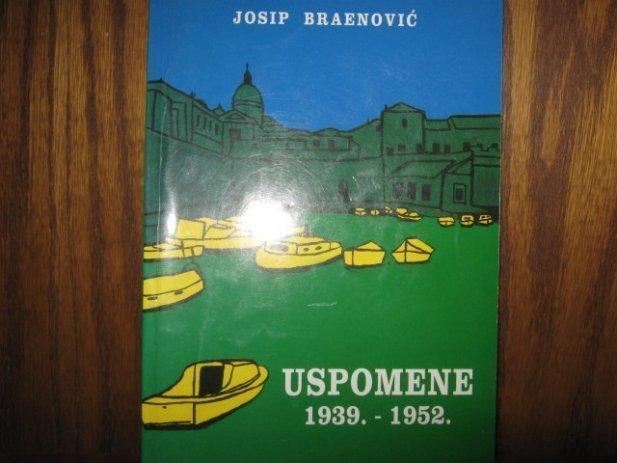 JOSIP BRAENOVIĆ
USPOMENE
1939. - 1952.